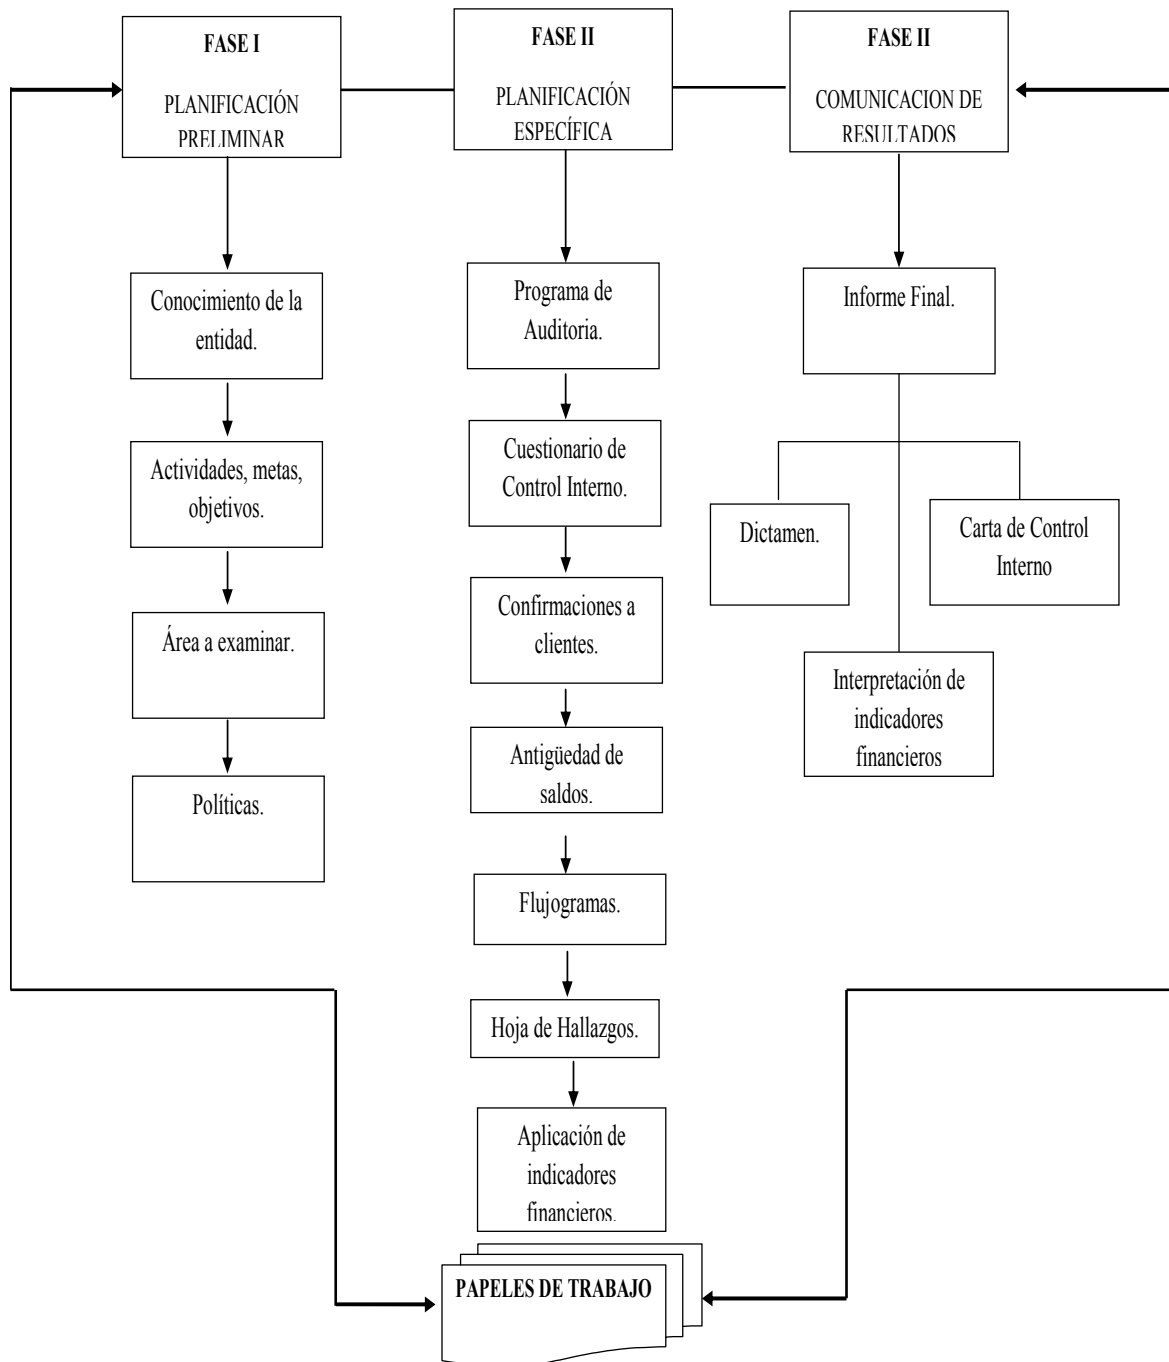 FASE I
PLANIFICACIÓN
PRELIMINAR
Conocimiento de la
entidad.
Actividades, metas,
objetivos.
Área a examinar.
Políticas.
FASE II
PLANIFICACIÓN
ESPECÍFICA
Programa de
Auditoria.
Cuestionario de
Control Interno.
Confirmaciones a
clientes.
Antigüedad de
saldos.
Flujogramas.
Hoja de Hallazgos.
Aplicación de
indicadores
financieros.
FASE II
COMUNICACION DE
RESULTADOS
Informe Final.
Dictamen.
Carta de Control
Interno
Interpretación de
indicadores
financieros
PAPELES DE TRABAJO